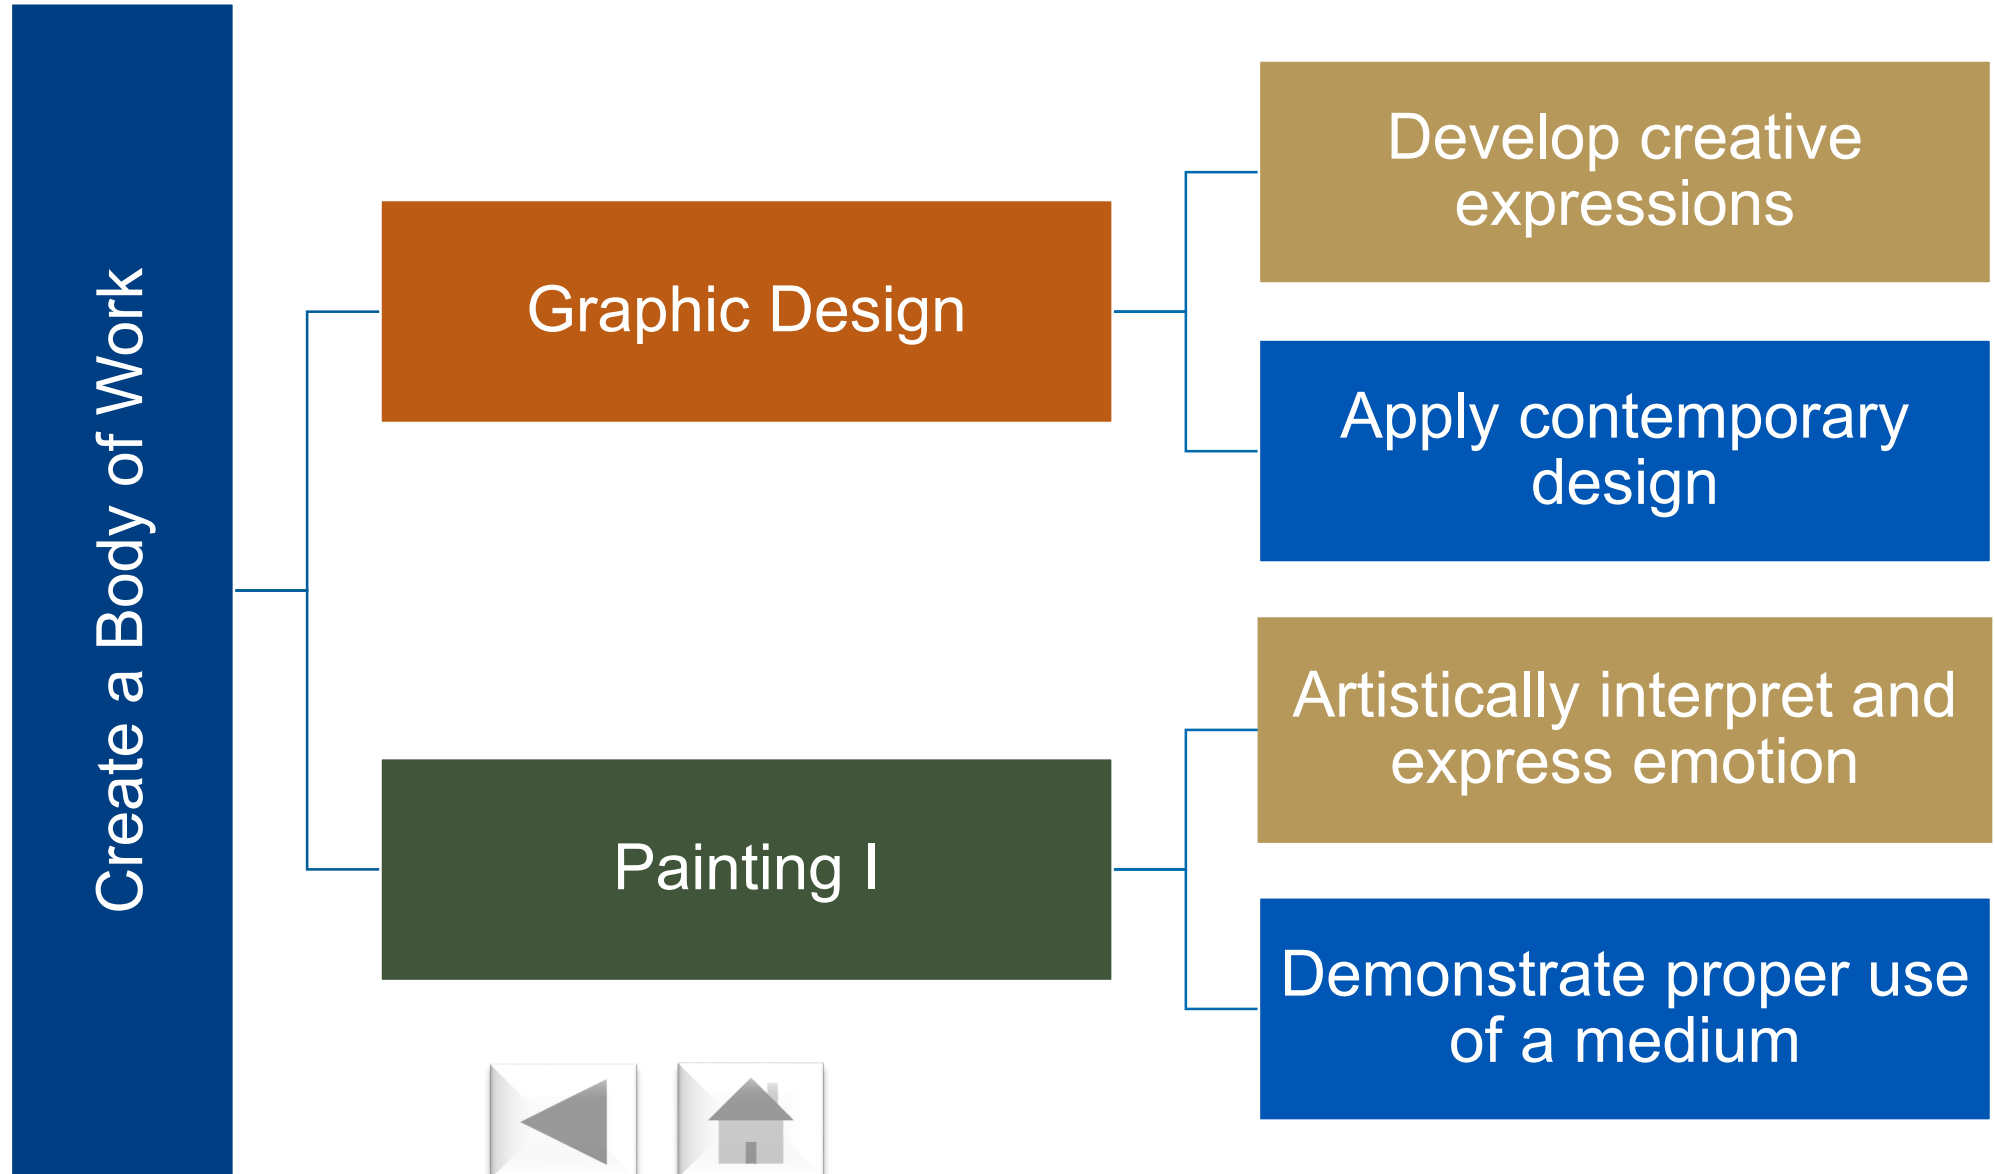 Create a Body of Work
Graphic Design
Develop creative
expressions
Apply contemporary
design
Painting I
Artistically interpret and
express emotion
Demonstrate proper use
of a medium